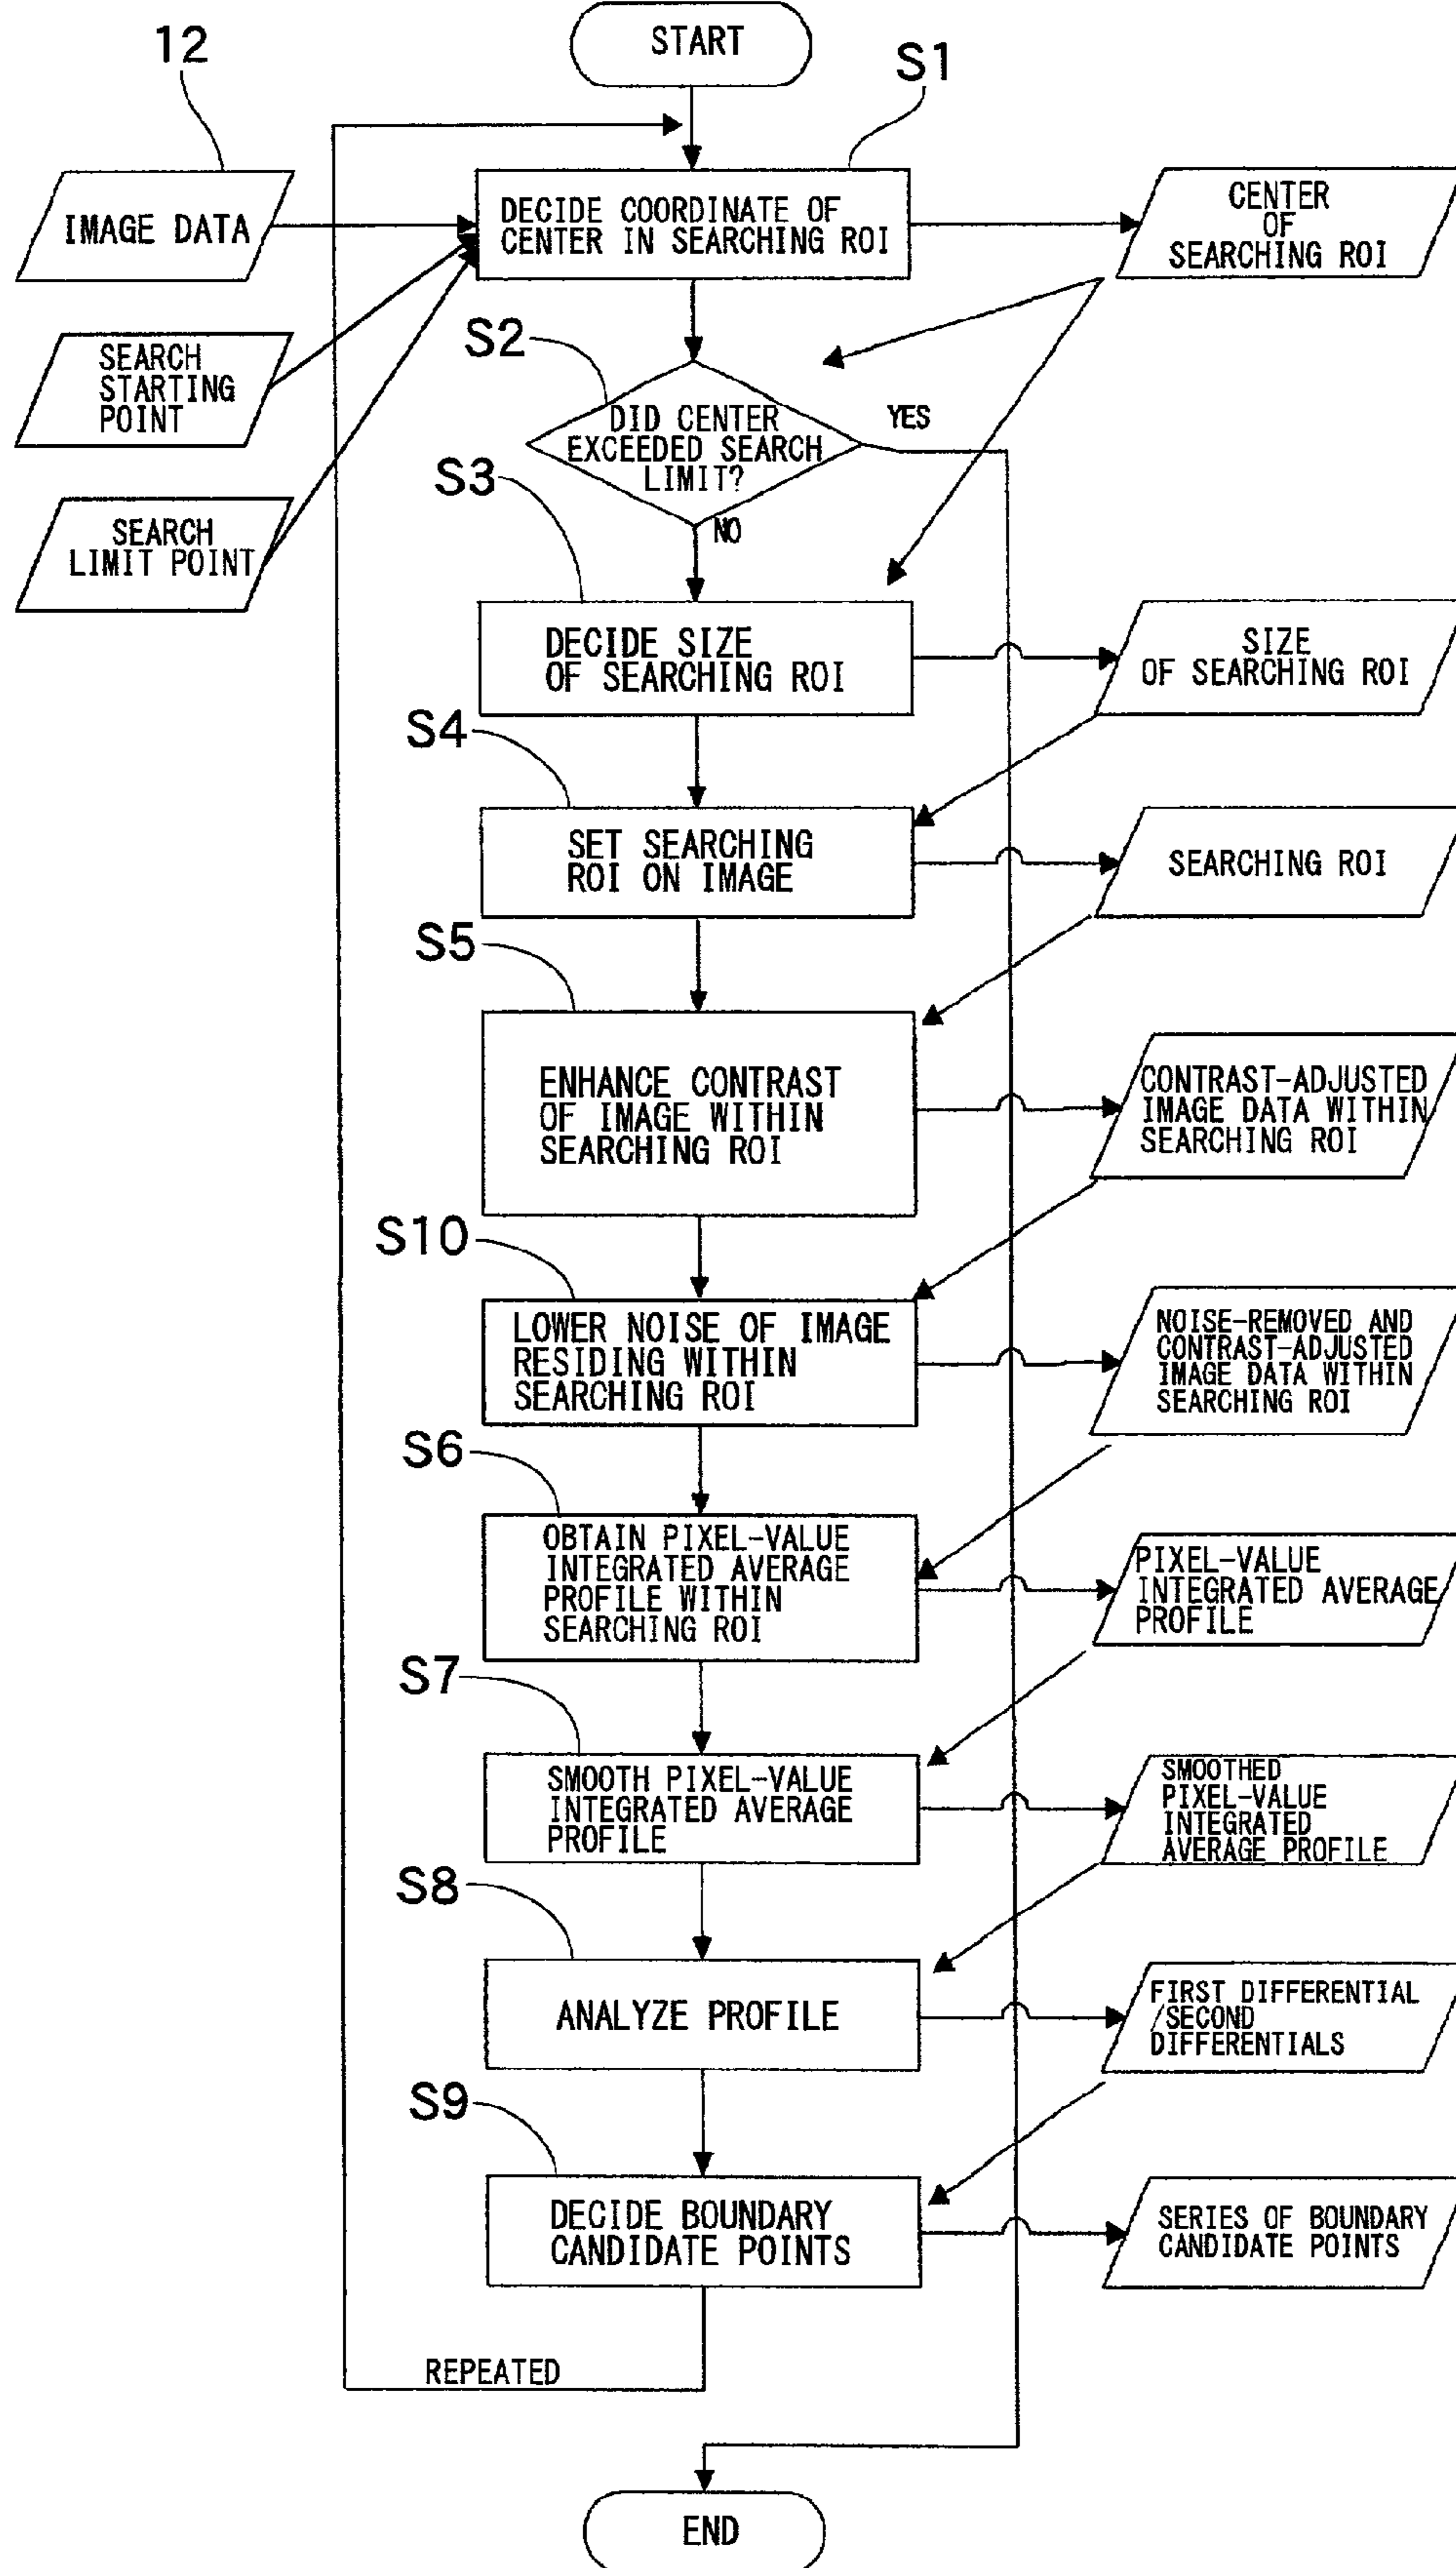 START
12
S1
IMAGE DATA
DECIDE COORDINATE OF
CENTER IN SEARCHING ROI
CENTER
OF
SEARCHING ROI
SEARCH
STARTING
POINT
S2
DID CENTER
EXCEEDED SEARCH
LIMIT?
YES
NO
SEARCH
LIMIT POINT
S3
DECIDE SIZE
OF SEARCHING ROI
SIZE
OF SEARCHING ROI
S4
SET SEARCHING
ROI ON IMAGE
SEARCHING ROI
S5
ENHANCE CONTRAST
OF IMAGE WITHIN
SEARCHING ROI
CONTRAST-ADJUSTED
IMAGE DATA WITHIN
SEARCHING ROI
S10
LOWER NOISE OF IMAGE
RESIDING WITHIN
SEARCHING ROI
NOISE-REMOVED AND
CONTRAST-ADJUSTED
IMAGE DATA WITHIN
SEARCHING ROI
S6
OBTAIN PIXEL-VALUE
INTEGRATED AVERAGE
PROFILE WITHIN
SEARCHING ROI
PIXEL-VALUE
INTEGRATED AVERAGE
PROFILE
S7
SMOOTH PIXEL-VALUE
INTEGRATED AVERAGE
PROFILE
SMOOTHED
PIXEL-VALUE
INTEGRATED
AVERAGE PROFILE
S8
ANALYZE PROFILE
FIRST DIFFERENTIAL
/SECOND
DIFFERENTIALS
S9
DECIDE BOUNDARY
CANDIDATE POINTS
SERIES OF BOUNDARY
CANDIDATE POINTS
REPEATED
END